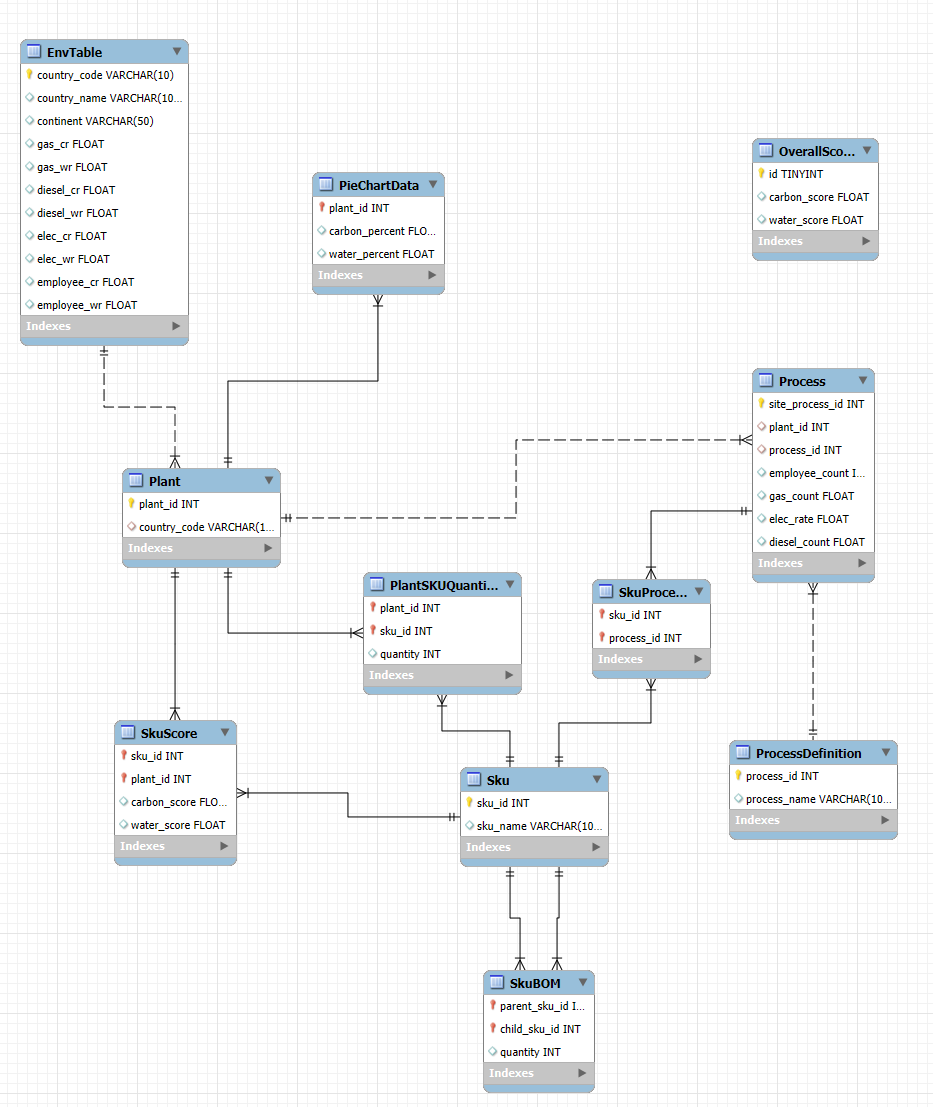 EnvTable
country_code VARCHAR(10)
country_name VARCHAR(10...
continent VARCHAR(50)
gas_cr FLOAT
gas_wr FLOAT
diesel_cr FLOAT
diesel_wr FLOAT
elec_cr FLOAT
elec_wr FLOAT
employee_cr FLOAT
employee_wr FLOAT
Indexes
PieChartData
plant_id INT
carbon_percent FLO...
water_percent FLOAT
Indexes
OverallSco...
id TINYINT
carbon_score FLOAT
water_score FLOAT
Indexes
Process
site_process_id INT
plant_id INT
process_id INT
employee_count I...
gas_count FLOAT
elec_rate FLOAT
diesel_count FLOAT
Indexes
Plant
plant_id INT
country_code VARCHAR(1...
Indexes
PlantSKUQuanti...
plant_id INT
sku_id INT
quantity INT
Indexes
SkuProce...
sku_id INT
process_id INT
Indexes
SkuScore
sku_id INT
plant_id INT
carbon_score FLO...
water_score FLOAT
Indexes
Sku
sku_id INT
sku_name VARCHAR(10...
Indexes
ProcessDefinition
process_id INT
process_name VARCHAR(10...
Indexes
SkuBOM
parent_sku_id I...
child_sku_id INT
quantity INT
Indexes